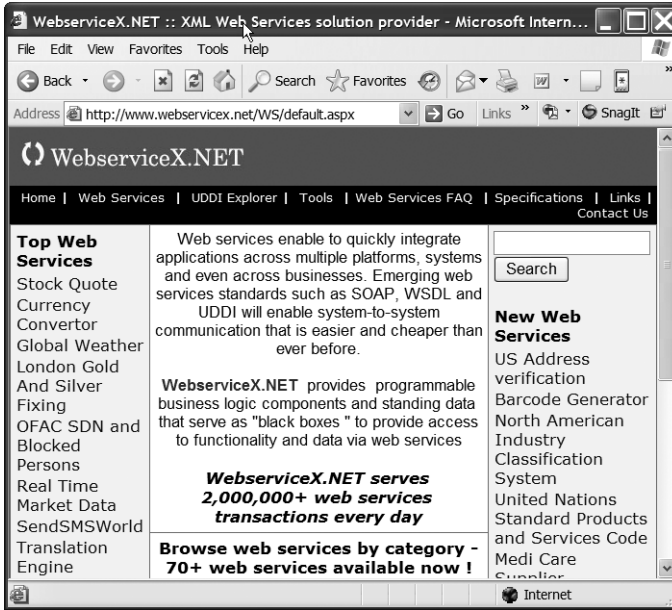 WebserviceX.NET :: XML Web Services solution provider - Microsoft Intern...
File Edit View Favorites Tools Help
Back Search Favorites
Address http://www.webservicex.net/WS/default.aspx Go Links » SnagIt
WebserviceX.NET
Home | Web Services | UDDI Explorer | Tools | Web Services FAQ | Specifications | Links |
Contact Us
Top Web
Services
Stock Quote
Currency
Convertor
Global Weather
London Gold
And Silver
Fixing
OFAC SDN and
Blocked
Persons
Real Time
Market Data
SendSMSWorld
Translation
Engine
Web services enable to quickly integrate
applications across multiple platforms, systems
and even across businesses. Emerging web
services standards such as SOAP, WSDL and
UDDI will enable system-to-system
communication that is easier and cheaper than
ever before.
WebserviceX.NET provides programmable
business logic components and standing data
that serve as "black boxes " to provide access
to functionality and data via web services
WebserviceX.NET serves
2,000,000+ web services
transactions every day
Browse web services by category -
70+ web services available now !
Search
New Web
Services
US Address
verification
Barcode Generator
North American
Industry
Classification
System
United Nations
Standard Products
and Services Code
Medi Care
Supplier
Internet